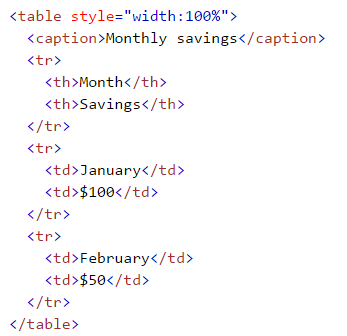 <table style="width:100%">
<caption>Monthly savings</caption>
<tr>
<th>Month</th>
<th>Savings</th>
</tr>
<tr>
<td>January</td>
<td>$100</td>
</tr>
<tr>
<td>February</td>
<td>$50</td>
</tr>
</table>